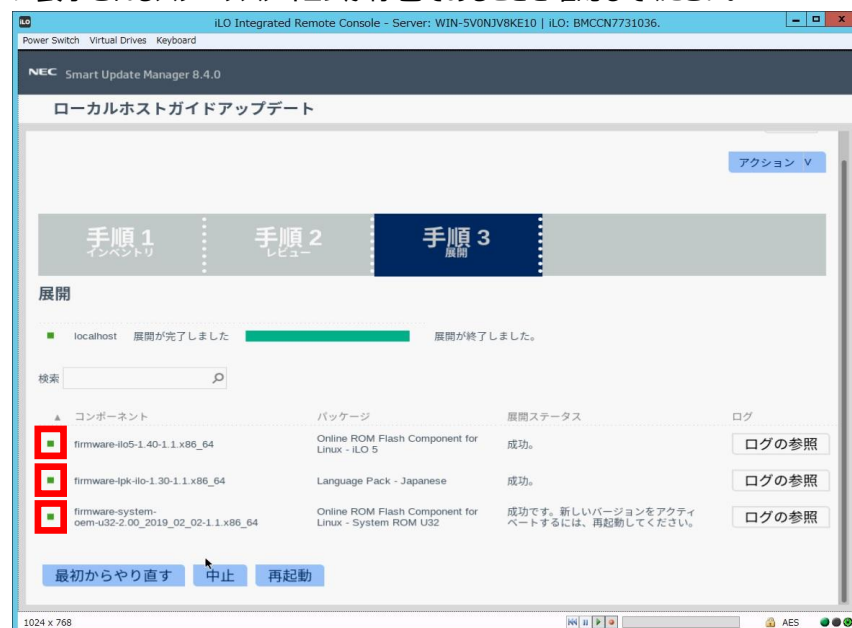 iLO Integrated Remote Console - Server: WIN-5V0NJV8KE10 | iLO: BMCCN7731036.
Power Switch Virtual Drives Keyboard
NEC Smart Update Manager 8.4.0
ローカルホストガイドアップデート
アクション
手順 1
インベントリ
手順 2
レビュー
手順 3
展開
展開
localhost 展開が完了しました 展開が終了しました。
検索
コンポーネント パッケージ 展開ステータス ログ
firmware-ilo5-1.40-1.1.x86_64 Online ROM Flash Component for Linux - iLO 5 成功。 ログの参照
firmware-lpk-ilo-1.30-1.1.x86_64 Language Pack - Japanese 成功。 ログの参照
firmware-system- Online ROM Flash Component for 成功です。新しいバージョンをアクティ ログの参照
oem-u32-2.00_2019_02_02-1.1.x86_64 Linux - System ROM U32 ベートするには、再起動してください。
最初からやり直す 中止 再起動
1024 x 768 AES